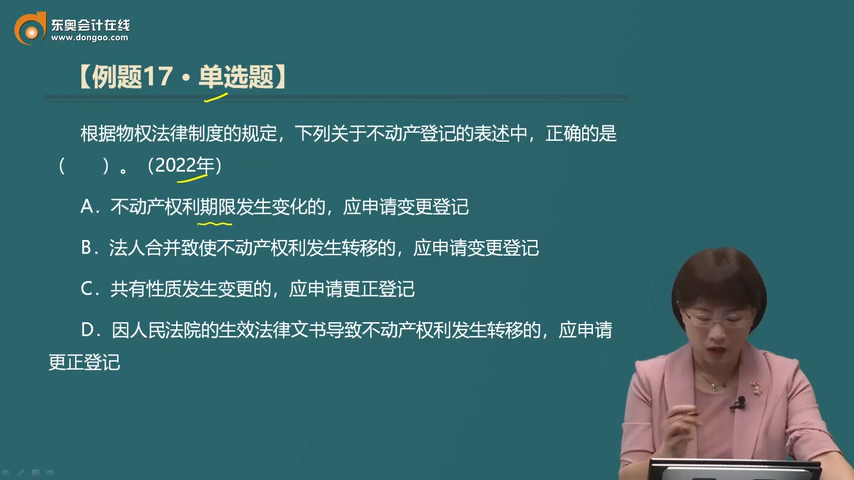 东奥会计在线
www.dongao.com
【例题17·单选题】
根据物权法律制度的规定，下列关于不动产登记的表述中，正确的是
（　　）。（2022年）
A．不动产权利期限发生变化的，应申请变更登记
B．法人合并致使不动产权利发生转移的，应申请变更登记
C．共有性质发生变更的，应申请更正登记
D．因人民法院的生效法律文书导致不动产权利发生转移的，应申请
更正登记